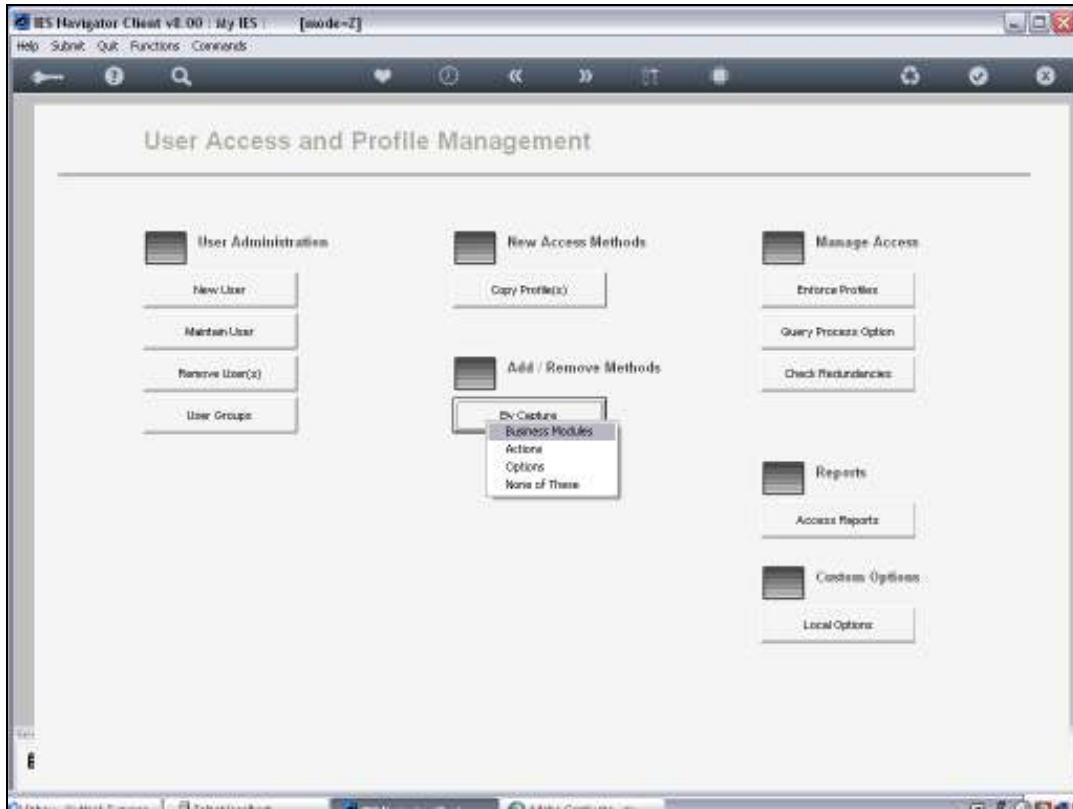 IES Navigator Client v8.00 : My IES : [mode=Z]
Help Submit Quit Functions Commands
User Access and Profile Management
User Administration
New User
Maintain User
Remove User(s)
User Groups
New Access Methods
Copy Profile(s)
Add / Remove Methods
By Capture
Business Modules
Actions
Options
None of These
Manage Access
Enforce Profiles
Query Process Option
Check Redundancies
Reports
Access Reports
Custom Options
Local Options